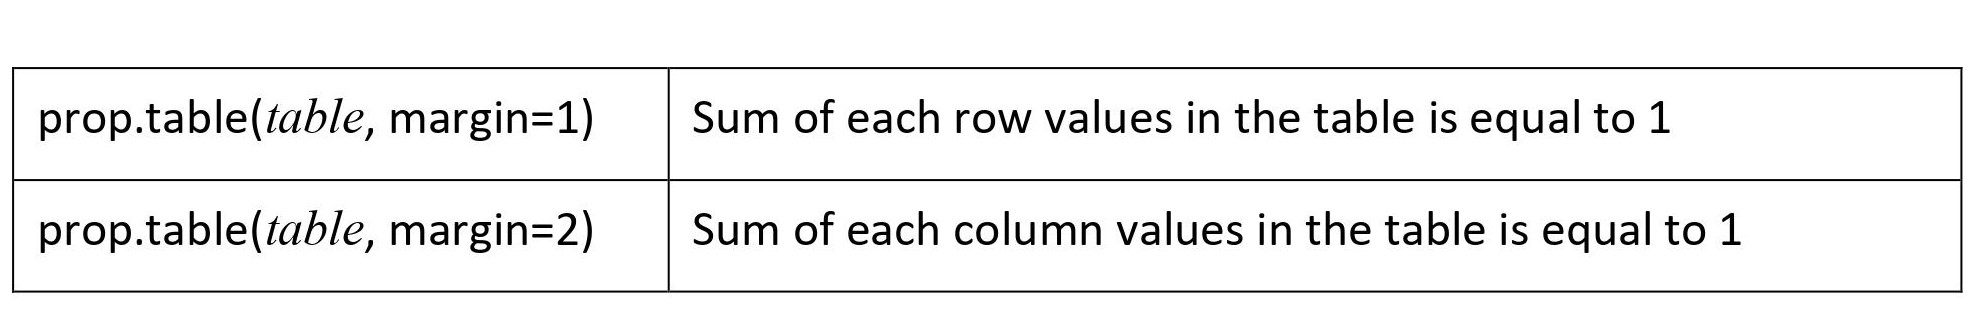 prop.table(table, margin=1) Sum of each row values in the table is equal to 1
prop.table(table, margin=2) Sum of each column values in the table is equal to 1